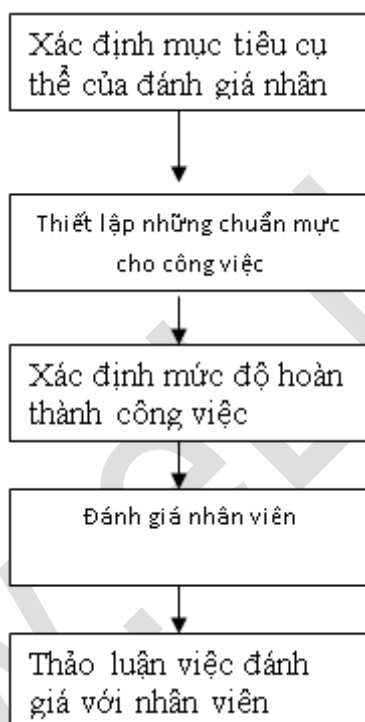 Xác định mục tiêu cụ
thể của đánh giá nhân
Thiết lập những chuẩn mực
cho công việc
Xác định mức độ hoàn
thành công việc
Đánh giá nhân viên
Thảo luận việc đánh
giá với nhân viên